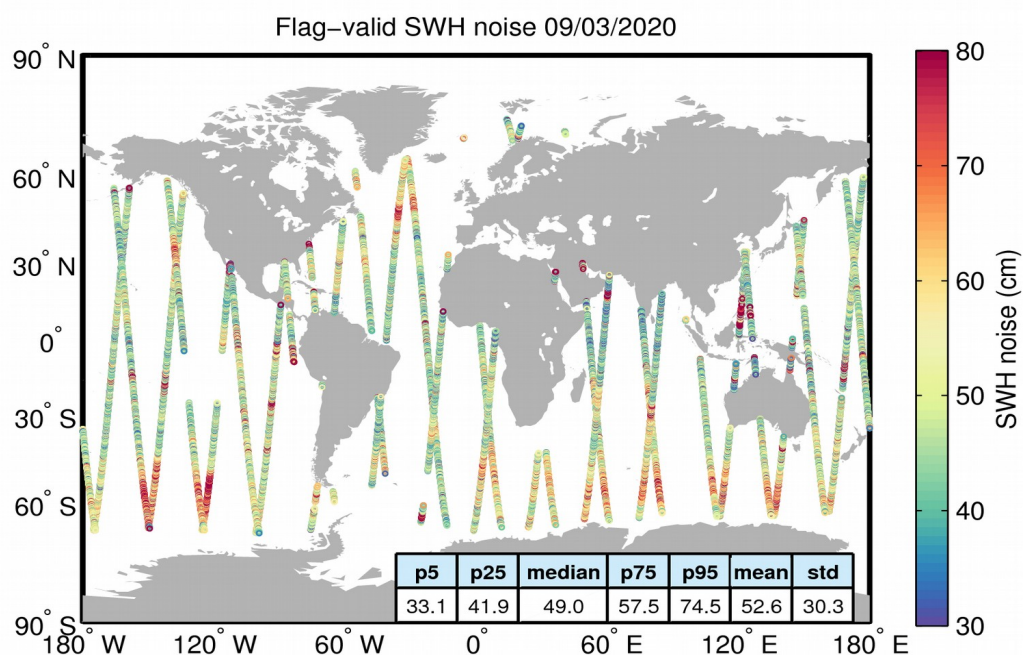 Flag–valid SWH noise 09/03/2020
90° N
60° N
30° N
0°
30° S
60° S
90° S
180° W
120° W
60° W
0°
60° E
120° E
180° E
p5 p25 median p75 p95 mean std
33.1 41.9 49.0 57.5 74.5 52.6 30.3
80
70
60
50
40
30
SWH noise (cm)